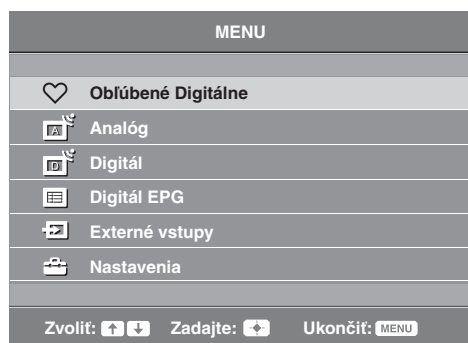 MENU
Obľúbené Digitálne
Analóg
Digitál
Digitál EPG
Externé vstupy
Nastavenia
Zvoliť: Zadajte: Ukončiť: MENU